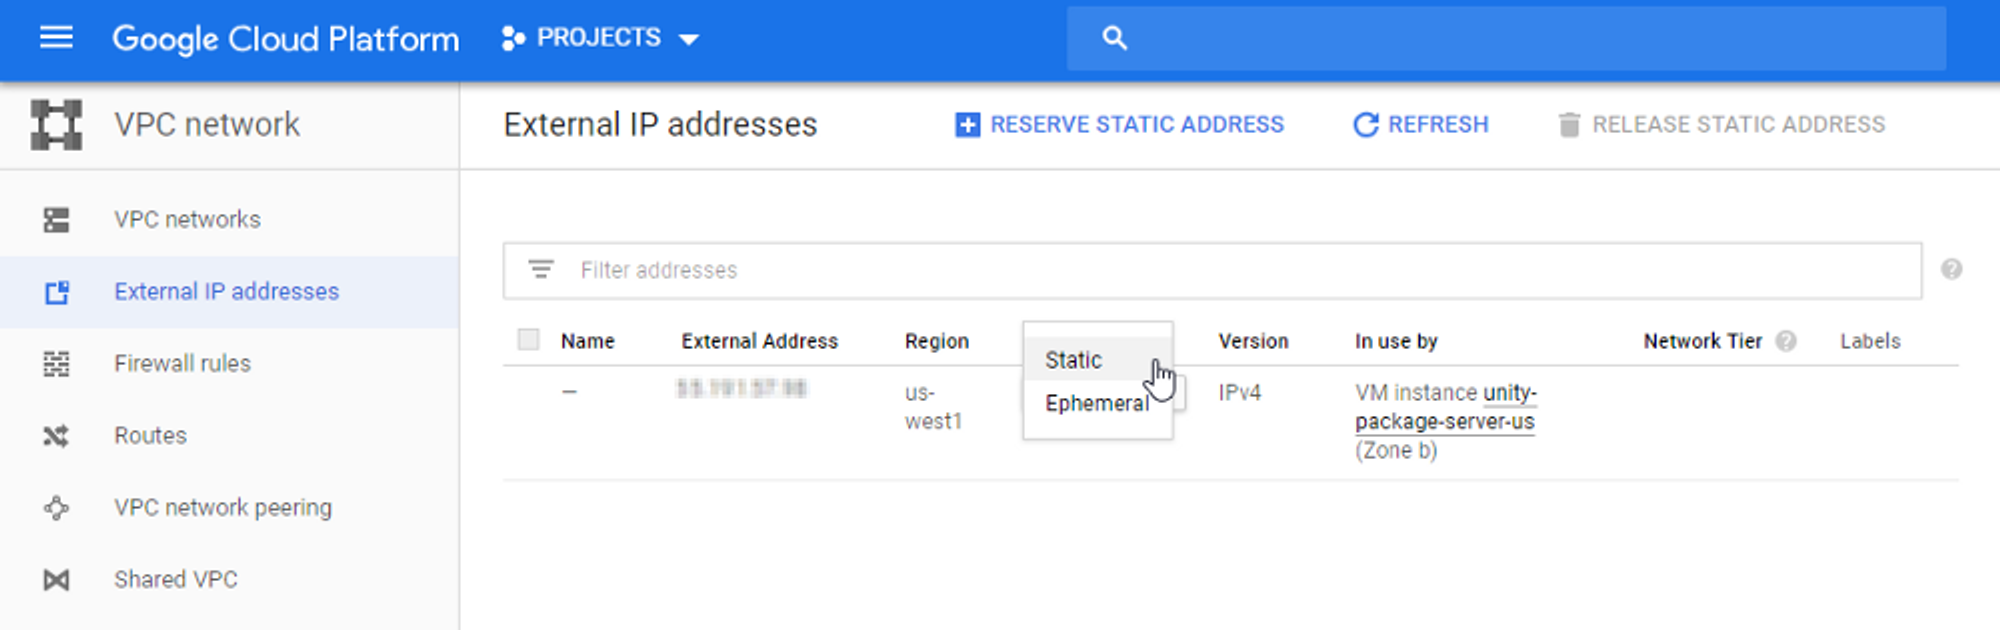 Google Cloud Platform PROJECTS
VPC network
External IP addresses RESERVE STATIC ADDRESS REFRESH RELEASE STATIC ADDRESS
VPC networks
External IP addresses
Firewall rules
Routes
VPC network peering
Shared VPC
Filter addresses
Name External Address Region Version In use by Network Tier Labels
Static
Ephemeral
us-
west1
IPv4
VM instance unity-
package-server-us
(Zone b)